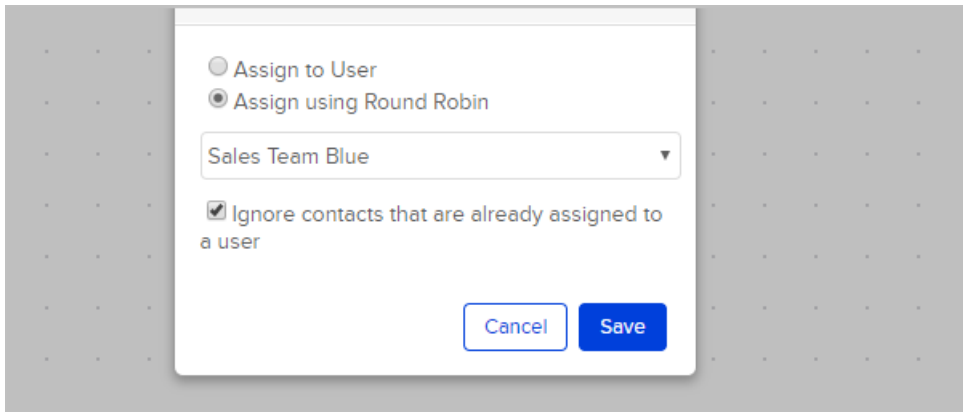 Assign to User
Assign using Round Robin
Sales Team Blue
Ignore contacts that are already assigned to
a user
Cancel
Save